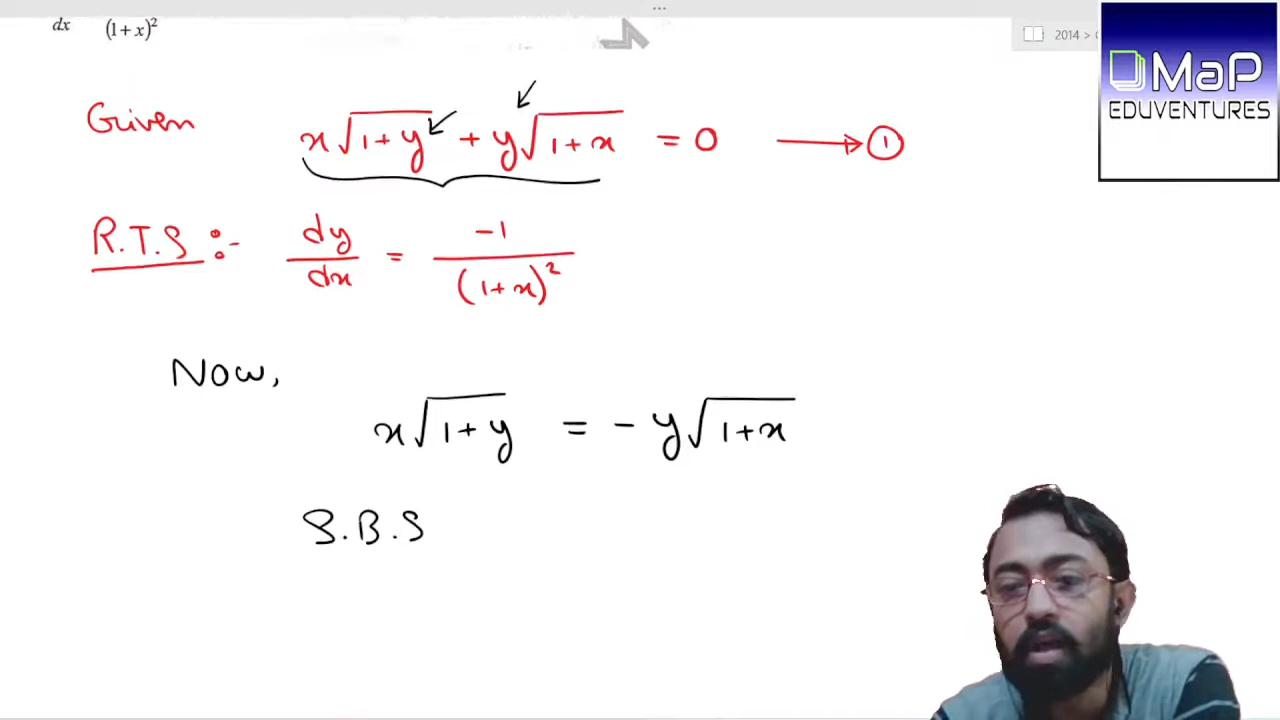 dx (1+x)²
2014 >
MaP
EDUVENTURES
Given x√(1+y) + y√(1+x) = 0 ⟶ ①
R.T.S :- dy/dx = -1/(1+x)²
Now,
x√(1+y) = -y√(1+x)
S.B.S